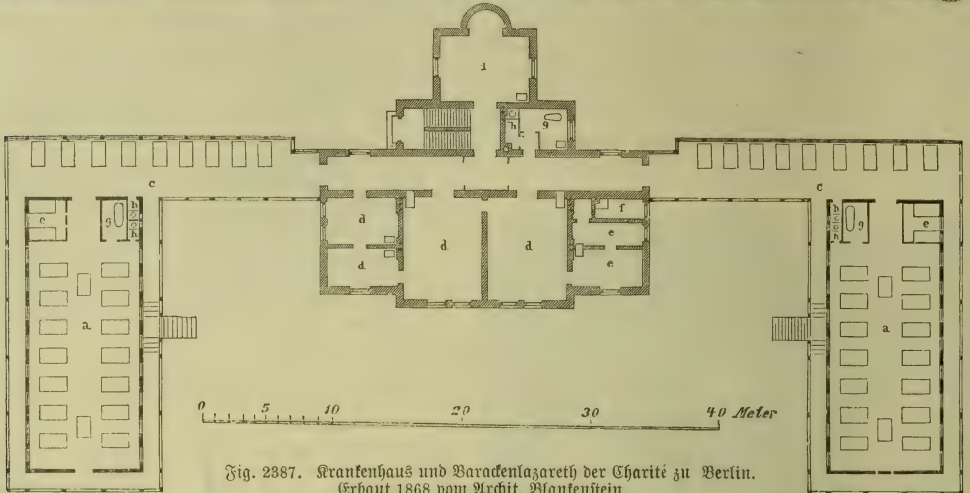 i
h g
c c
h h
e g d d d f g e
h e h
d e
a a
0 5 10 20 30 40 Meter
Fig. 2387. Krankenhaus und Barackenlazareth der Charité zu Berlin.
Erbaut 1868 vom Archit. Blankenstein